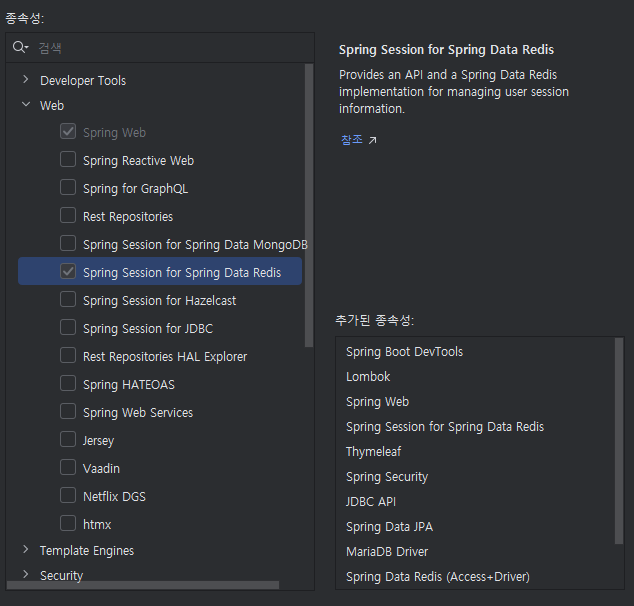 종속성:
검색
Developer Tools
Web
Spring Web
Spring Reactive Web
Spring for GraphQL
Rest Repositories
Spring Session for Spring Data MongoDB
Spring Session for Spring Data Redis
Spring Session for Hazelcast
Spring Session for JDBC
Rest Repositories HAL Explorer
Spring HATEOAS
Spring Web Services
Jersey
Vaadin
Netflix DGS
htmx
Template Engines
Security
Spring Session for Spring Data Redis
Provides an API and a Spring Data Redis
implementation for managing user session
information.
참조
추가된 종속성:
Spring Boot DevTools
Lombok
Spring Web
Spring Session for Spring Data Redis
Thymeleaf
Spring Security
JDBC API
Spring Data JPA
MariaDB Driver
Spring Data Redis (Access+Driver)